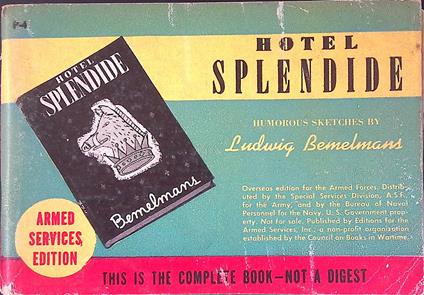 HOTEL
SPLENDIDE
HUMOROUS SKETCHES BY
Ludwig Bemelmans
HOTEL
SPLENDIDE
Bemelmans
Overseas edition for the Armed Forces. Distrib-
uted by the Special Services Division, A.S.F.,
for the Army, and by the Bureau of Naval
Personnel for the Navy. U. S. Government prop-
erty. Not for sale. Published by Editions for the
Armed Services, Inc., a non-profit organization
established by the Council on Books in Wartime.
ARMED
SERVICES
EDITION
THIS IS THE COMPLETE BOOK—NOT A DIGEST